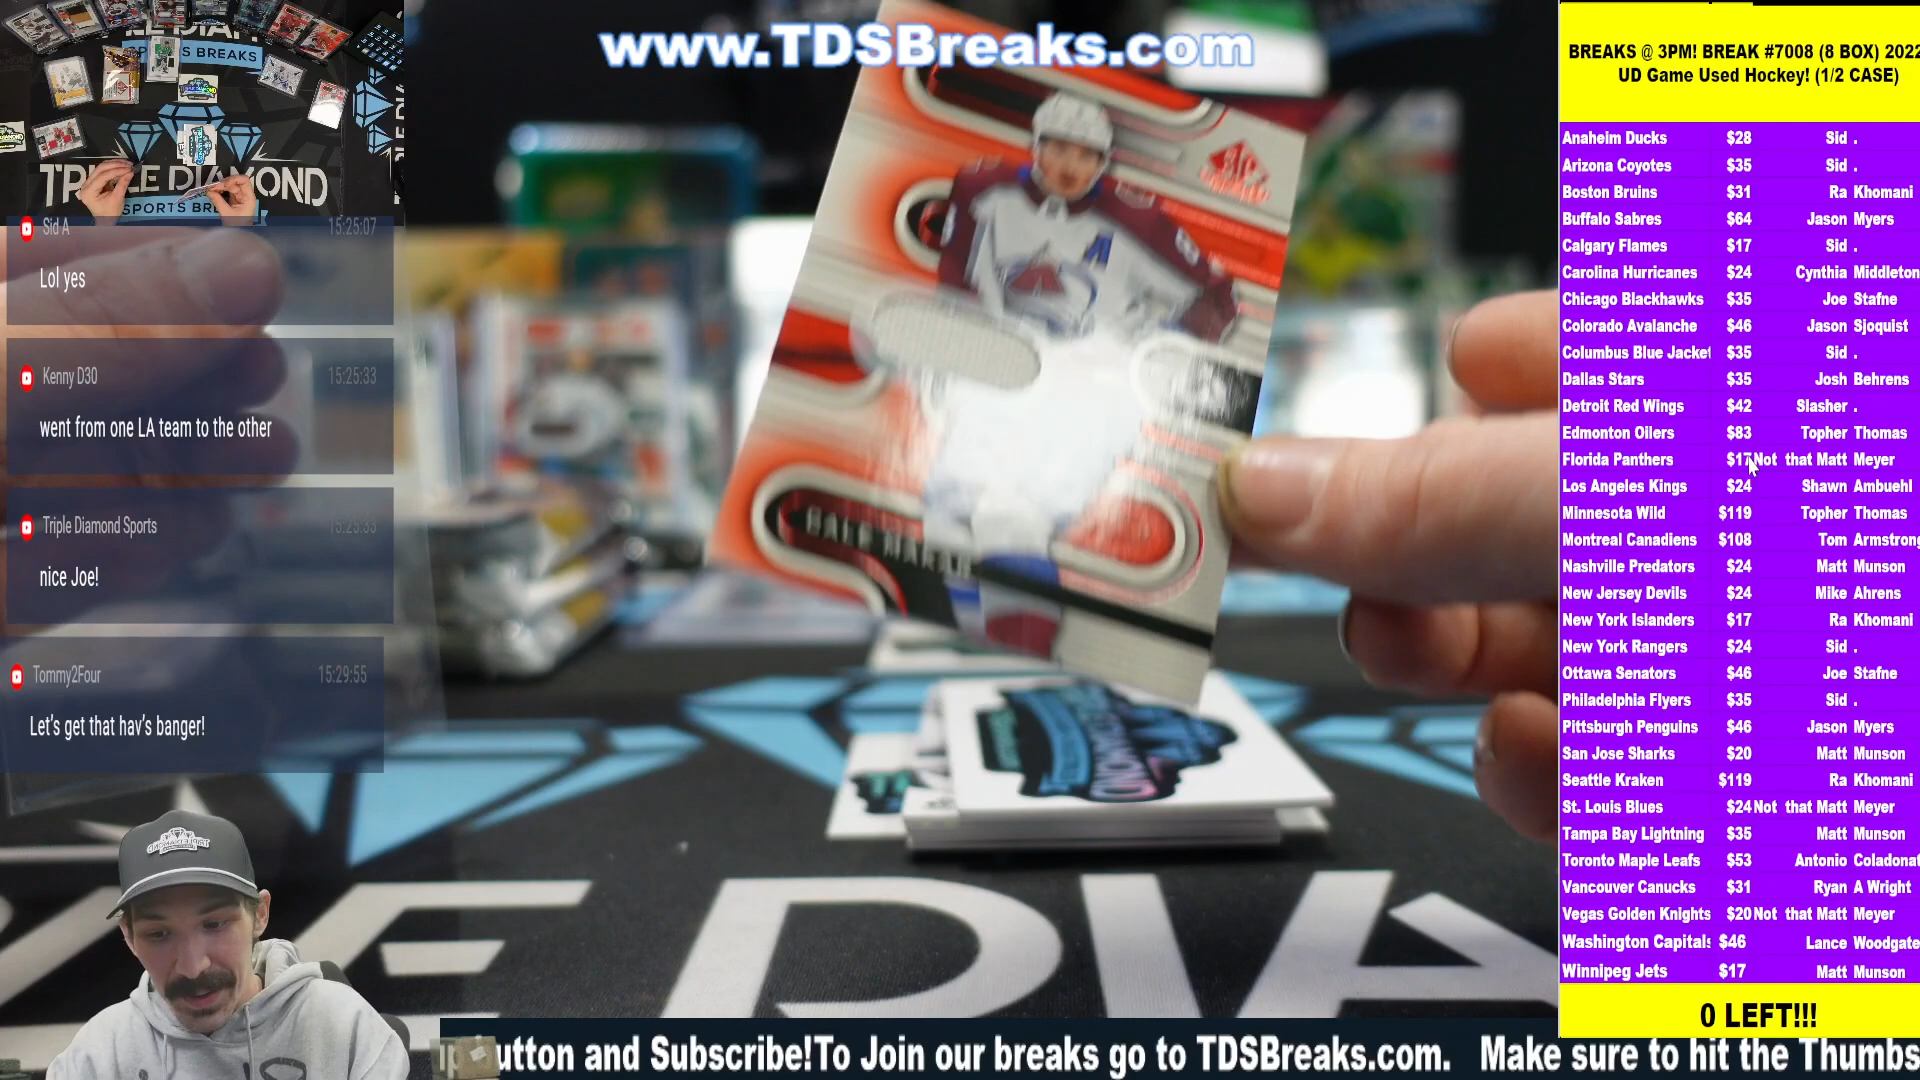 www.TDSBreaks.com
S BREAKS
TRIPLE DIAMOND
SPORTS BRE
Sid A 15:25:07
Lol yes
Kenny D30 15:25:33
went from one LA team to the other
Triple Diamond Sports 15:25:33
nice Joe!
Tommy2Four 15:29:55
Let's get that hav's banger!
CALE MAKAR
BREAKS @ 3PM! BREAK #7008 (8 BOX) 2022
UD Game Used Hockey! (1/2 CASE)
Anaheim Ducks $28 Sid .
Arizona Coyotes $35 Sid .
Boston Bruins $31 Ra Khomani
Buffalo Sabres $64 Jason Myers
Calgary Flames $17 Sid .
Carolina Hurricanes $24 Cynthia Middleton
Chicago Blackhawks $35 Joe Stafne
Colorado Avalanche $46 Jason Sjoquist
Columbus Blue Jacket $35 Sid .
Dallas Stars $35 Josh Behrens
Detroit Red Wings $42 Slasher .
Edmonton Oilers $83 Topher Thomas
Florida Panthers $17 Not that Matt Meyer
Los Angeles Kings $24 Shawn Ambuehl
Minnesota Wild $119 Topher Thomas
Montreal Canadiens $108 Tom Armstrong
Nashville Predators $24 Matt Munson
New Jersey Devils $24 Mike Ahrens
New York Islanders $17 Ra Khomani
New York Rangers $24 Sid .
Ottawa Senators $46 Joe Stafne
Philadelphia Flyers $35 Sid .
Pittsburgh Penguins $46 Jason Myers
San Jose Sharks $20 Matt Munson
Seattle Kraken $119 Ra Khomani
St. Louis Blues $24 Not that Matt Meyer
Tampa Bay Lightning $35 Matt Munson
Toronto Maple Leafs $53 Antonio Coladonat
Vancouver Canucks $31 Ryan A Wright
Vegas Golden Knights $20 Not that Matt Meyer
Washington Capitals $46 Lance Woodgate
Winnipeg Jets $17 Matt Munson
0 LEFT!!!
utton and Subscribe!To Join our breaks go to TDSBreaks.com. Make sure to hit the Thumbs